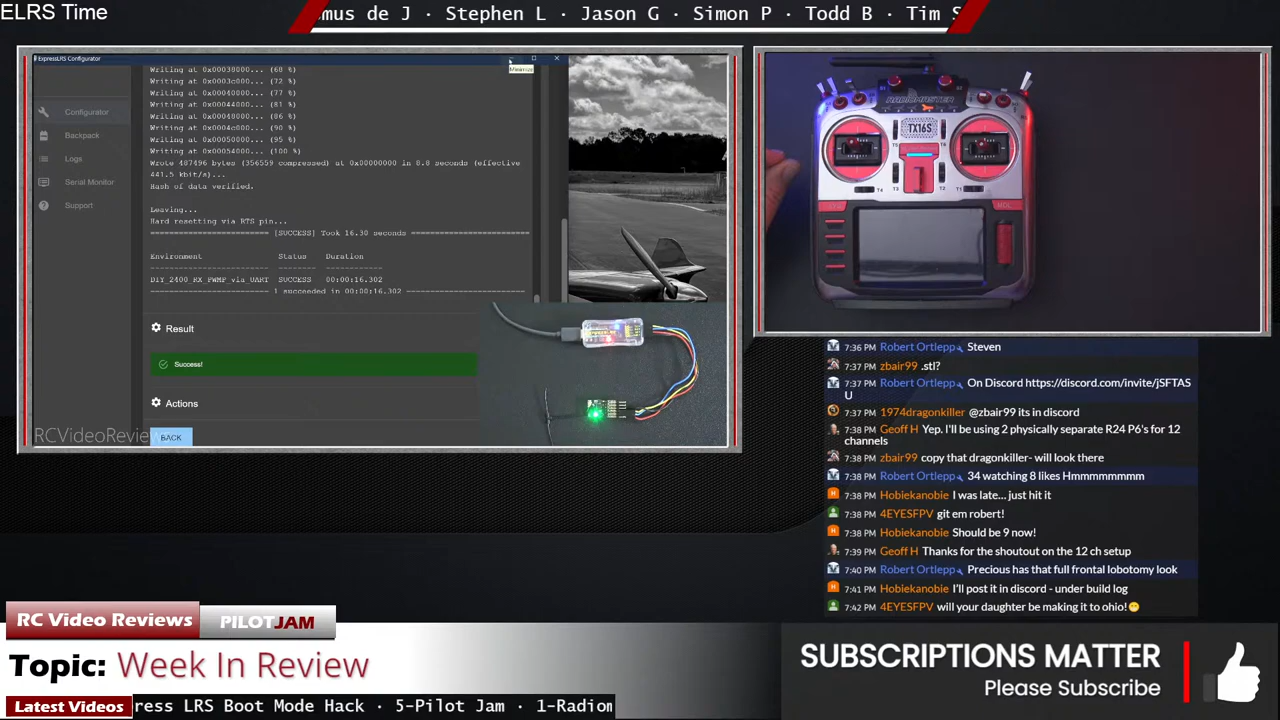 ELRS Time
mus de J · Stephen L · Jason G · Simon P · Todd B · Tim S
ExpressLRS Configurator
Configurator
Backpack
Logs
Serial Monitor
Support
Writing at 0x00038000... (68 %)
Writing at 0x0003c000... (72 %)
Writing at 0x00040000... (77 %)
Writing at 0x00044000... (81 %)
Writing at 0x00048000... (86 %)
Writing at 0x0004c000... (90 %)
Writing at 0x00050000... (95 %)
Writing at 0x00054000... (100 %)
Wrote 487496 bytes (356559 compressed) at 0x00000000 in 8.8 seconds (effective
441.5 kbit/s)...
Hash of data verified.
Leaving...
Hard resetting via RTS pin...
========================= [SUCCESS] Took 16.30 seconds =========================
Environment Status Duration
DIY_2400_RX_PWMP_via_UART SUCCESS 00:00:16.302
1 succeeded in 00:00:16.302
Result
Success!
Actions
BACK
RCVideoReview
RADIOMASTER
TX16S
T4
T3
T2
T1
SYS
MDL
7:36 PM Robert Ortlepp Steven
7:37 PM zbair99 .stl?
7:37 PM Robert Ortlepp On Discord https://discord.com/invite/jSFTAS
U
7:37 PM 1974dragonkiller @zbair99 its in discord
7:38 PM Geoff H Yep. I'll be using 2 physically separate R24 P6's for 12
channels
7:38 PM zbair99 copy that dragonkiller- will look there
7:38 PM Robert Ortlepp 34 watching 8 likes Hmmmmmmmm
7:38 PM Hobiekanobie I was late... just hit it
7:38 PM 4EYESFPV git em robert!
7:38 PM Hobiekanobie Should be 9 now!
7:39 PM Geoff H Thanks for the shoutout on the 12 ch setup
7:40 PM Robert Ortlepp Precious has that full frontal lobotomy look
7:41 PM Hobiekanobie I'll post it in discord - under build log
7:42 PM 4EYESFPV will your daughter be making it to ohio!😁
RC Video Reviews
PILOTJAM
Topic: Week In Review
Latest Videos
ress LRS Boot Mode Hack · 5-Pilot Jam · 1-Radiom
SUBSCRIPTIONS MATTER
Please Subscribe